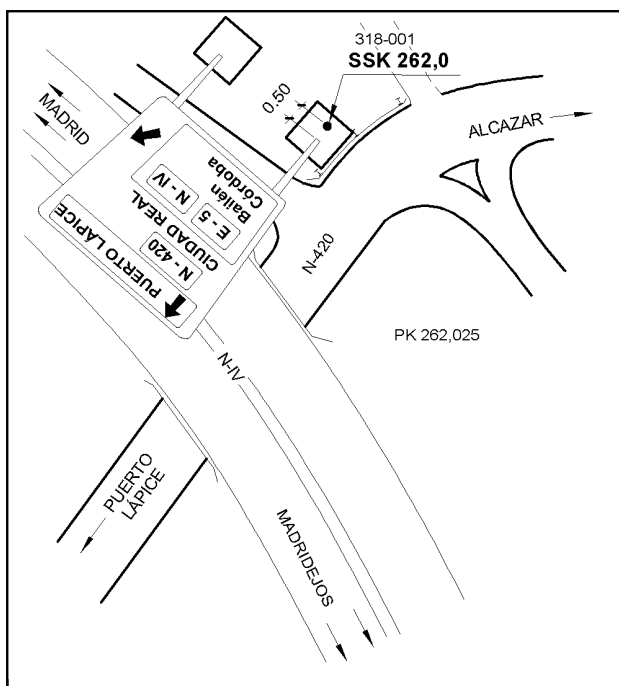 318-001
SSK 262,0
0.50
MADRID
ALCAZAR
N - IV
E - 5
Bailén
Córdoba
CIUDAD REAL
N - 420
PUERTO LÁPICE
N-420
PK 262,025
N-IV
PUERTO
LÁPICE
MADRIDEJOS